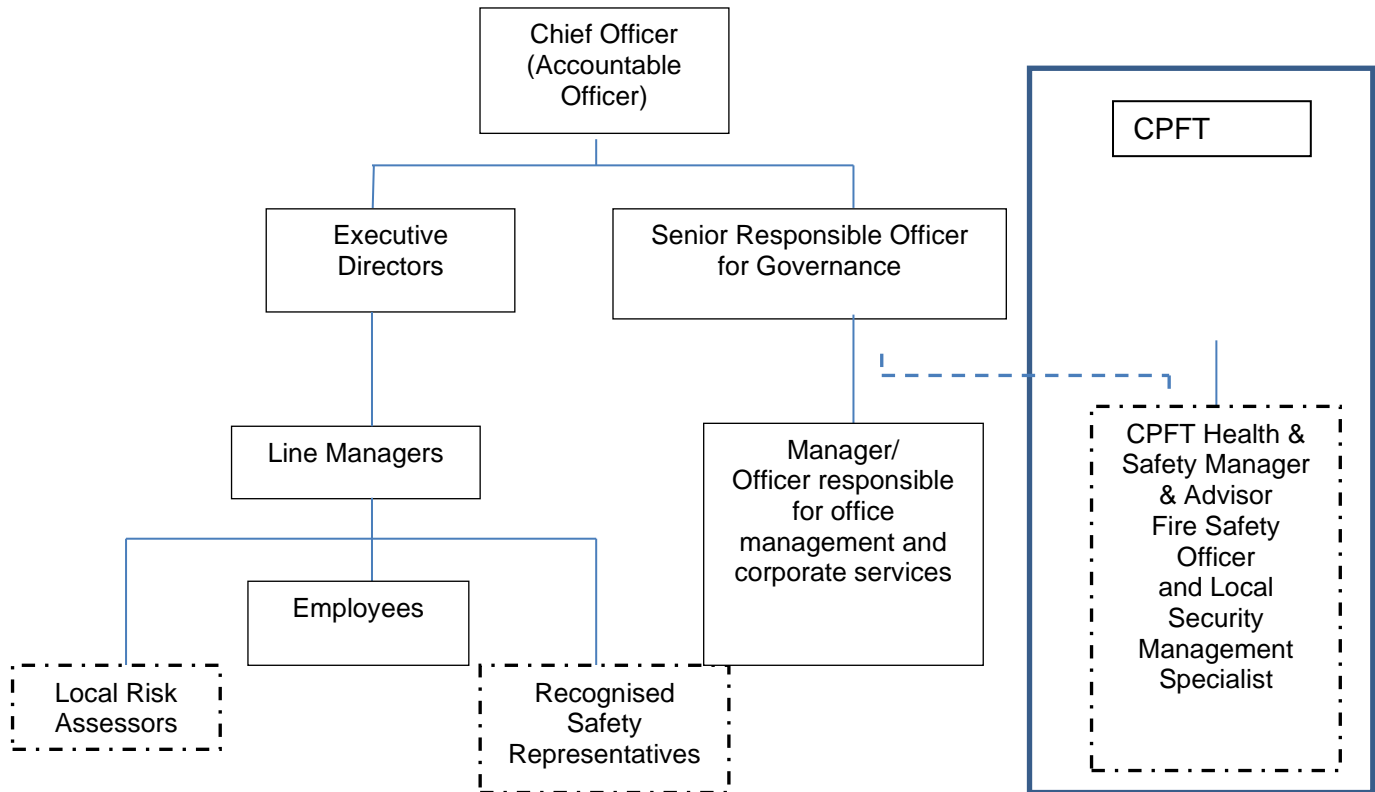 Chief Officer
(Accountable
Officer)
CPFT
Executive
Directors
Senior Responsible Officer
for Governance
Line Managers
Manager/
Officer responsible
for office
management and
corporate services
CPFT Health &
Safety Manager
& Advisor
Fire Safety
Officer
and Local
Security
Management
Specialist
Employees
Local Risk
Assessors
Recognised
Safety
Representatives